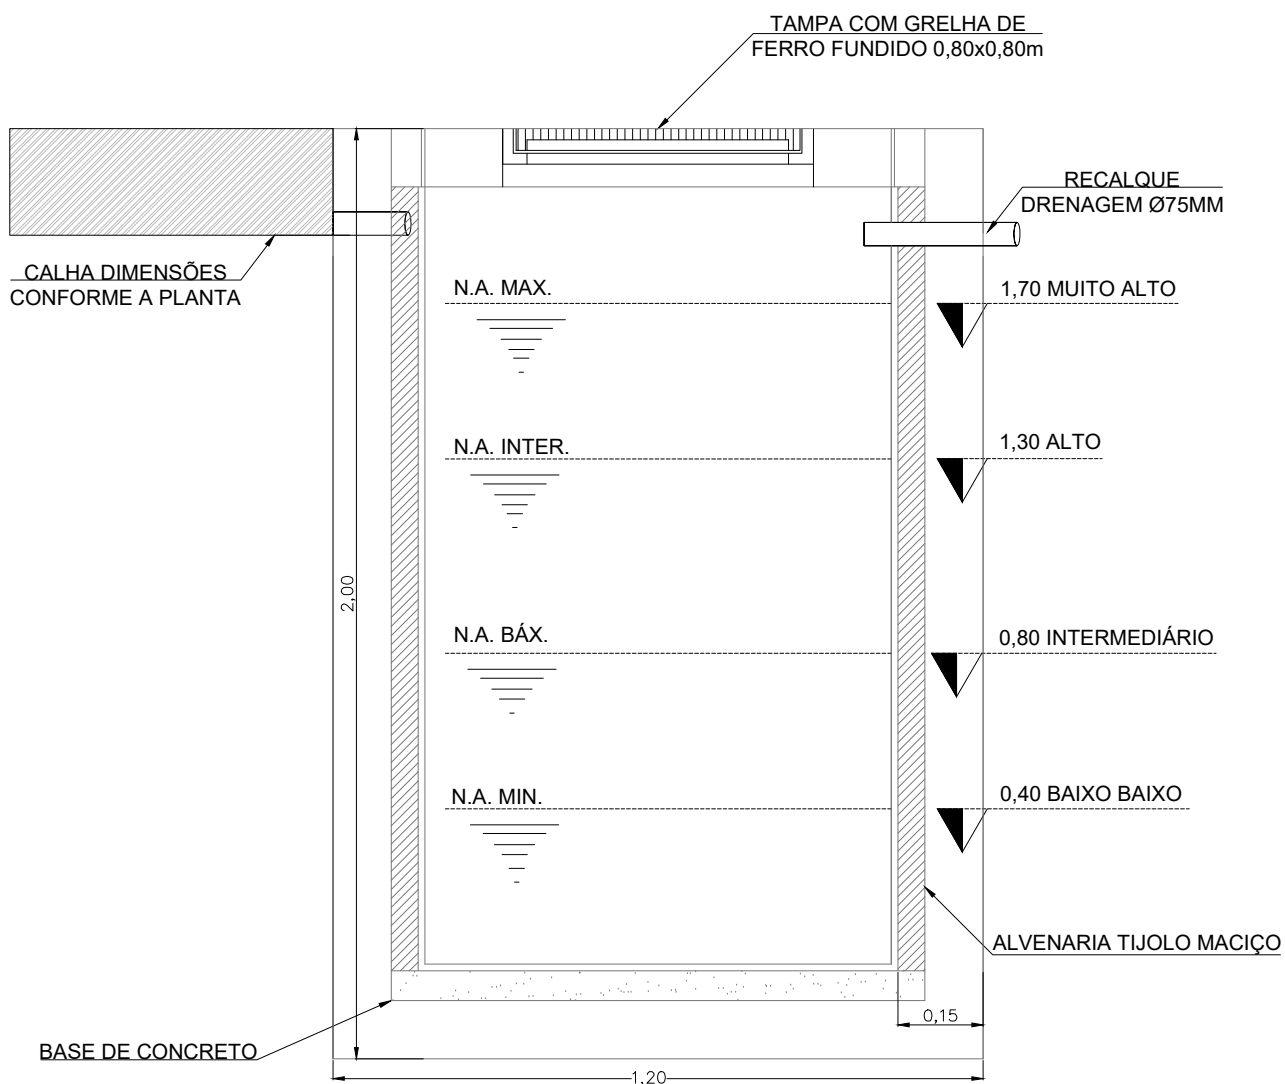 TAMPA COM GRELHA DE
FERRO FUNDIDO 0,80x0,80m
RECALQUE
DRENAGEM Ø75MM
CALHA DIMENSÕES
CONFORME A PLANTA
N.A. MAX.
1,70 MUITO ALTO
N.A. INTER.
1,30 ALTO
2,00
N.A. BÁX.
0,80 INTERMEDIÁRIO
N.A. MIN.
0,40 BAIXO BAIXO
ALVENARIA TIJOLO MACIÇO
0,15
BASE DE CONCRETO
1,20